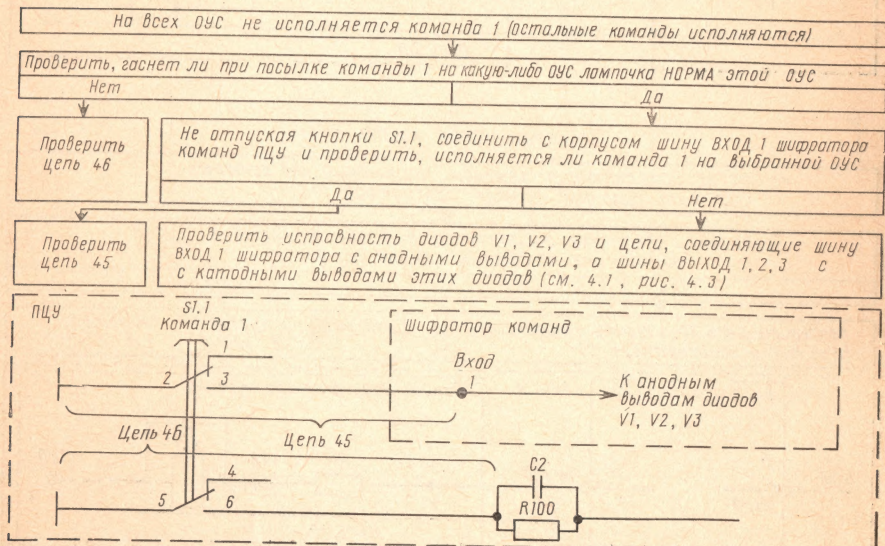 На всех ОУС не исполняется команда 1 (остальные команды исполняются)
Проверить, гаснет ли при посылке команды 1 на какую-либо ОУС лампочка НОРМА этой ОУС
Нет
Да
Проверить
цепь 46
Не отпуская кнопки S1.1, соединить с корпусом шину ВХОД 1 шифратора
команд ПЦУ и проверить, исполняется ли команда 1 на выбранной ОУС
Да
Нет
Проверить
цепь 45
Проверить исправность диодов V1, V2, V3 и цепи, соединяющие шину
ВХОД 1 шифратора с анодными выводами, а шины ВЫХОД 1, 2, 3 с
с катодными выводами этих диодов (см. 4.1, рис. 4.3)
ПЦУ
S1.1
Команда 1
Шифратор команд
1
Вход
2
3
1
К анодным
выводам диодов
V1, V2, V3
Цепь 46
Цепь 45
4
C2
5
6
R100